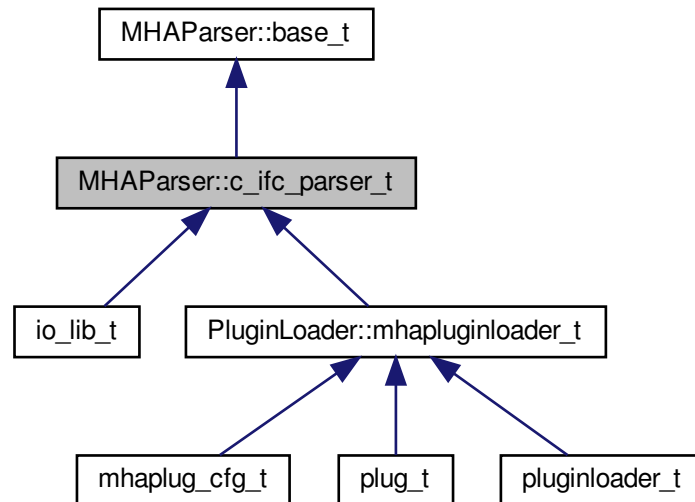 MHAParser::base_t
MHAParser::c_ifc_parser_t
io_lib_t
PluginLoader::mhapluginloader_t
mhaplug_cfg_t
plug_t
pluginloader_t